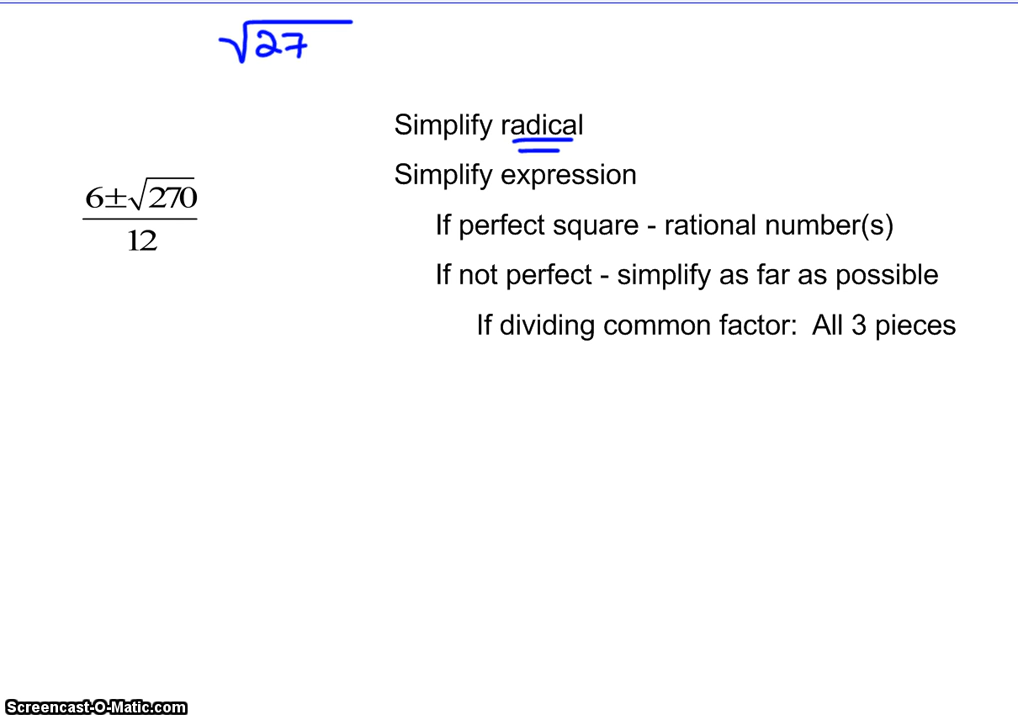 √27
Simplify radical
Simplify expression
6±√270
12
If perfect square - rational number(s)
If not perfect - simplify as far as possible
If dividing common factor:  All 3 pieces
Screencast-O-Matic.com